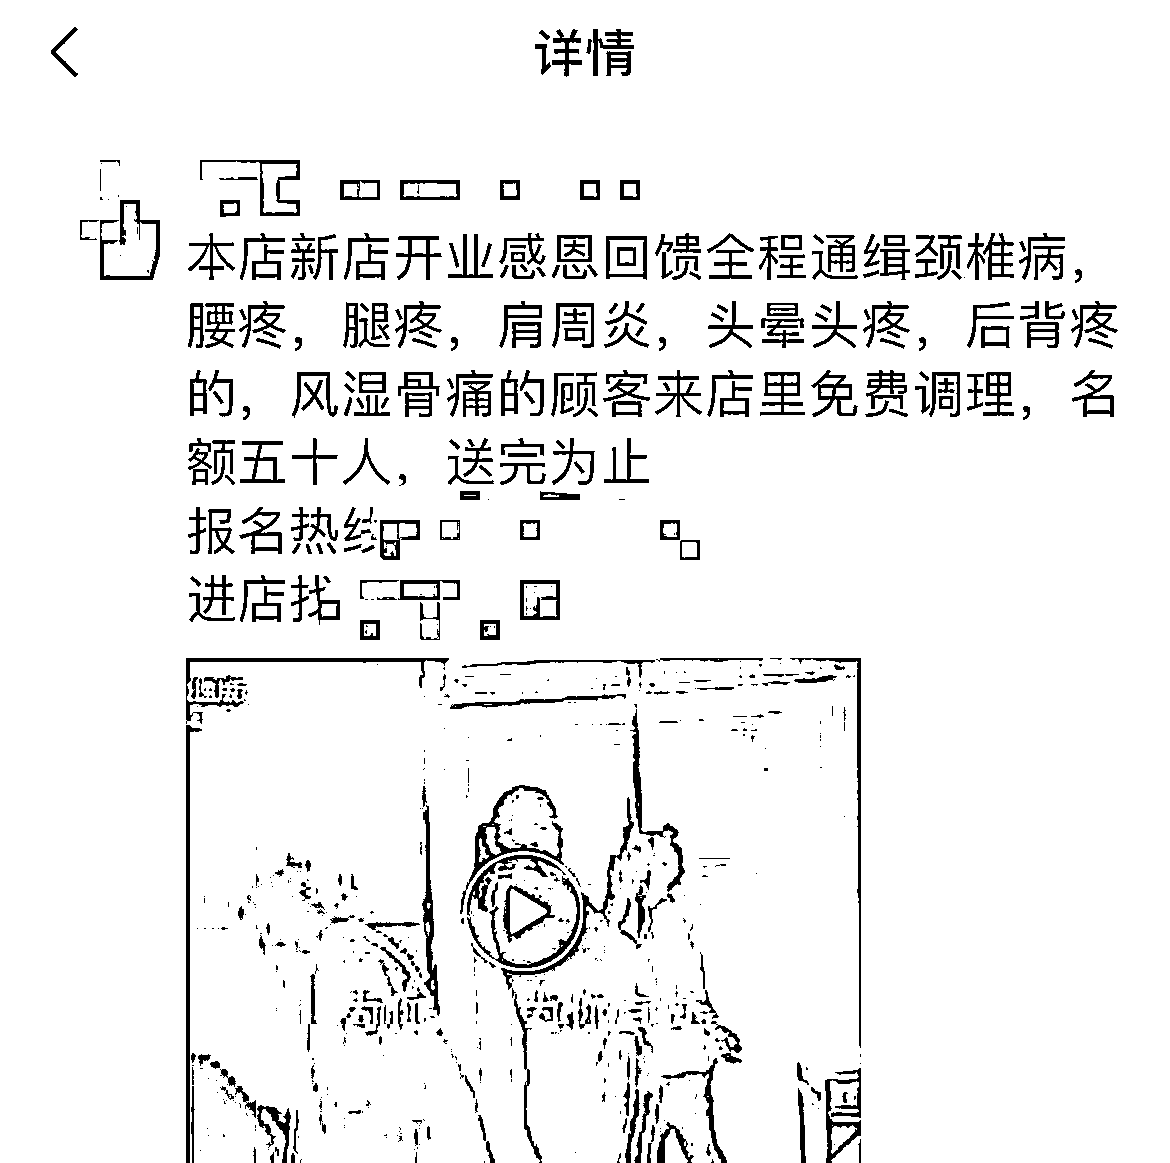 详情
本店新店开业感恩回馈全程通缉颈椎病，
腰疼，腿疼，肩周炎，头晕头疼，后背疼
的，风湿骨痛的顾客来店里免费调理，名
额五十人，送完为止
报名热线
进店找